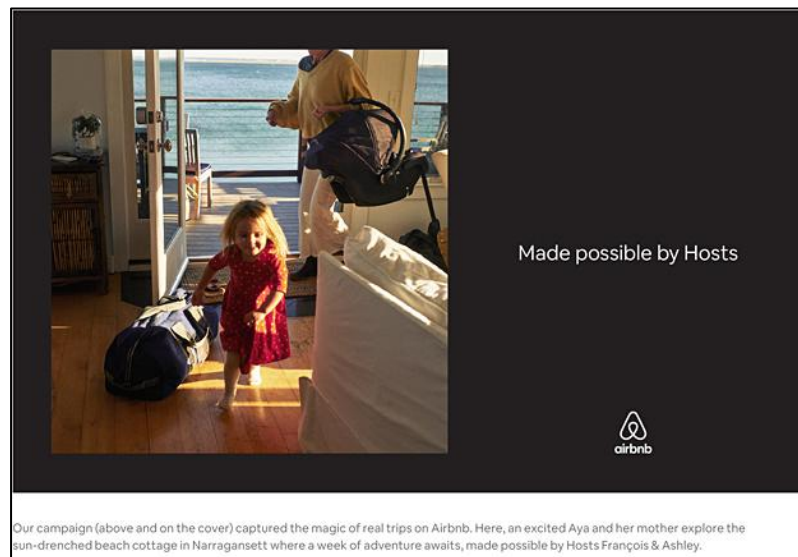 Made possible by Hosts
airbnb
Our campaign (above and on the cover) captured the magic of real trips on Airbnb. Here, an excited Aya and her mother explore the
sun-drenched beach cottage in Narragansett where a week of adventure awaits, made possible by Hosts François & Ashley.